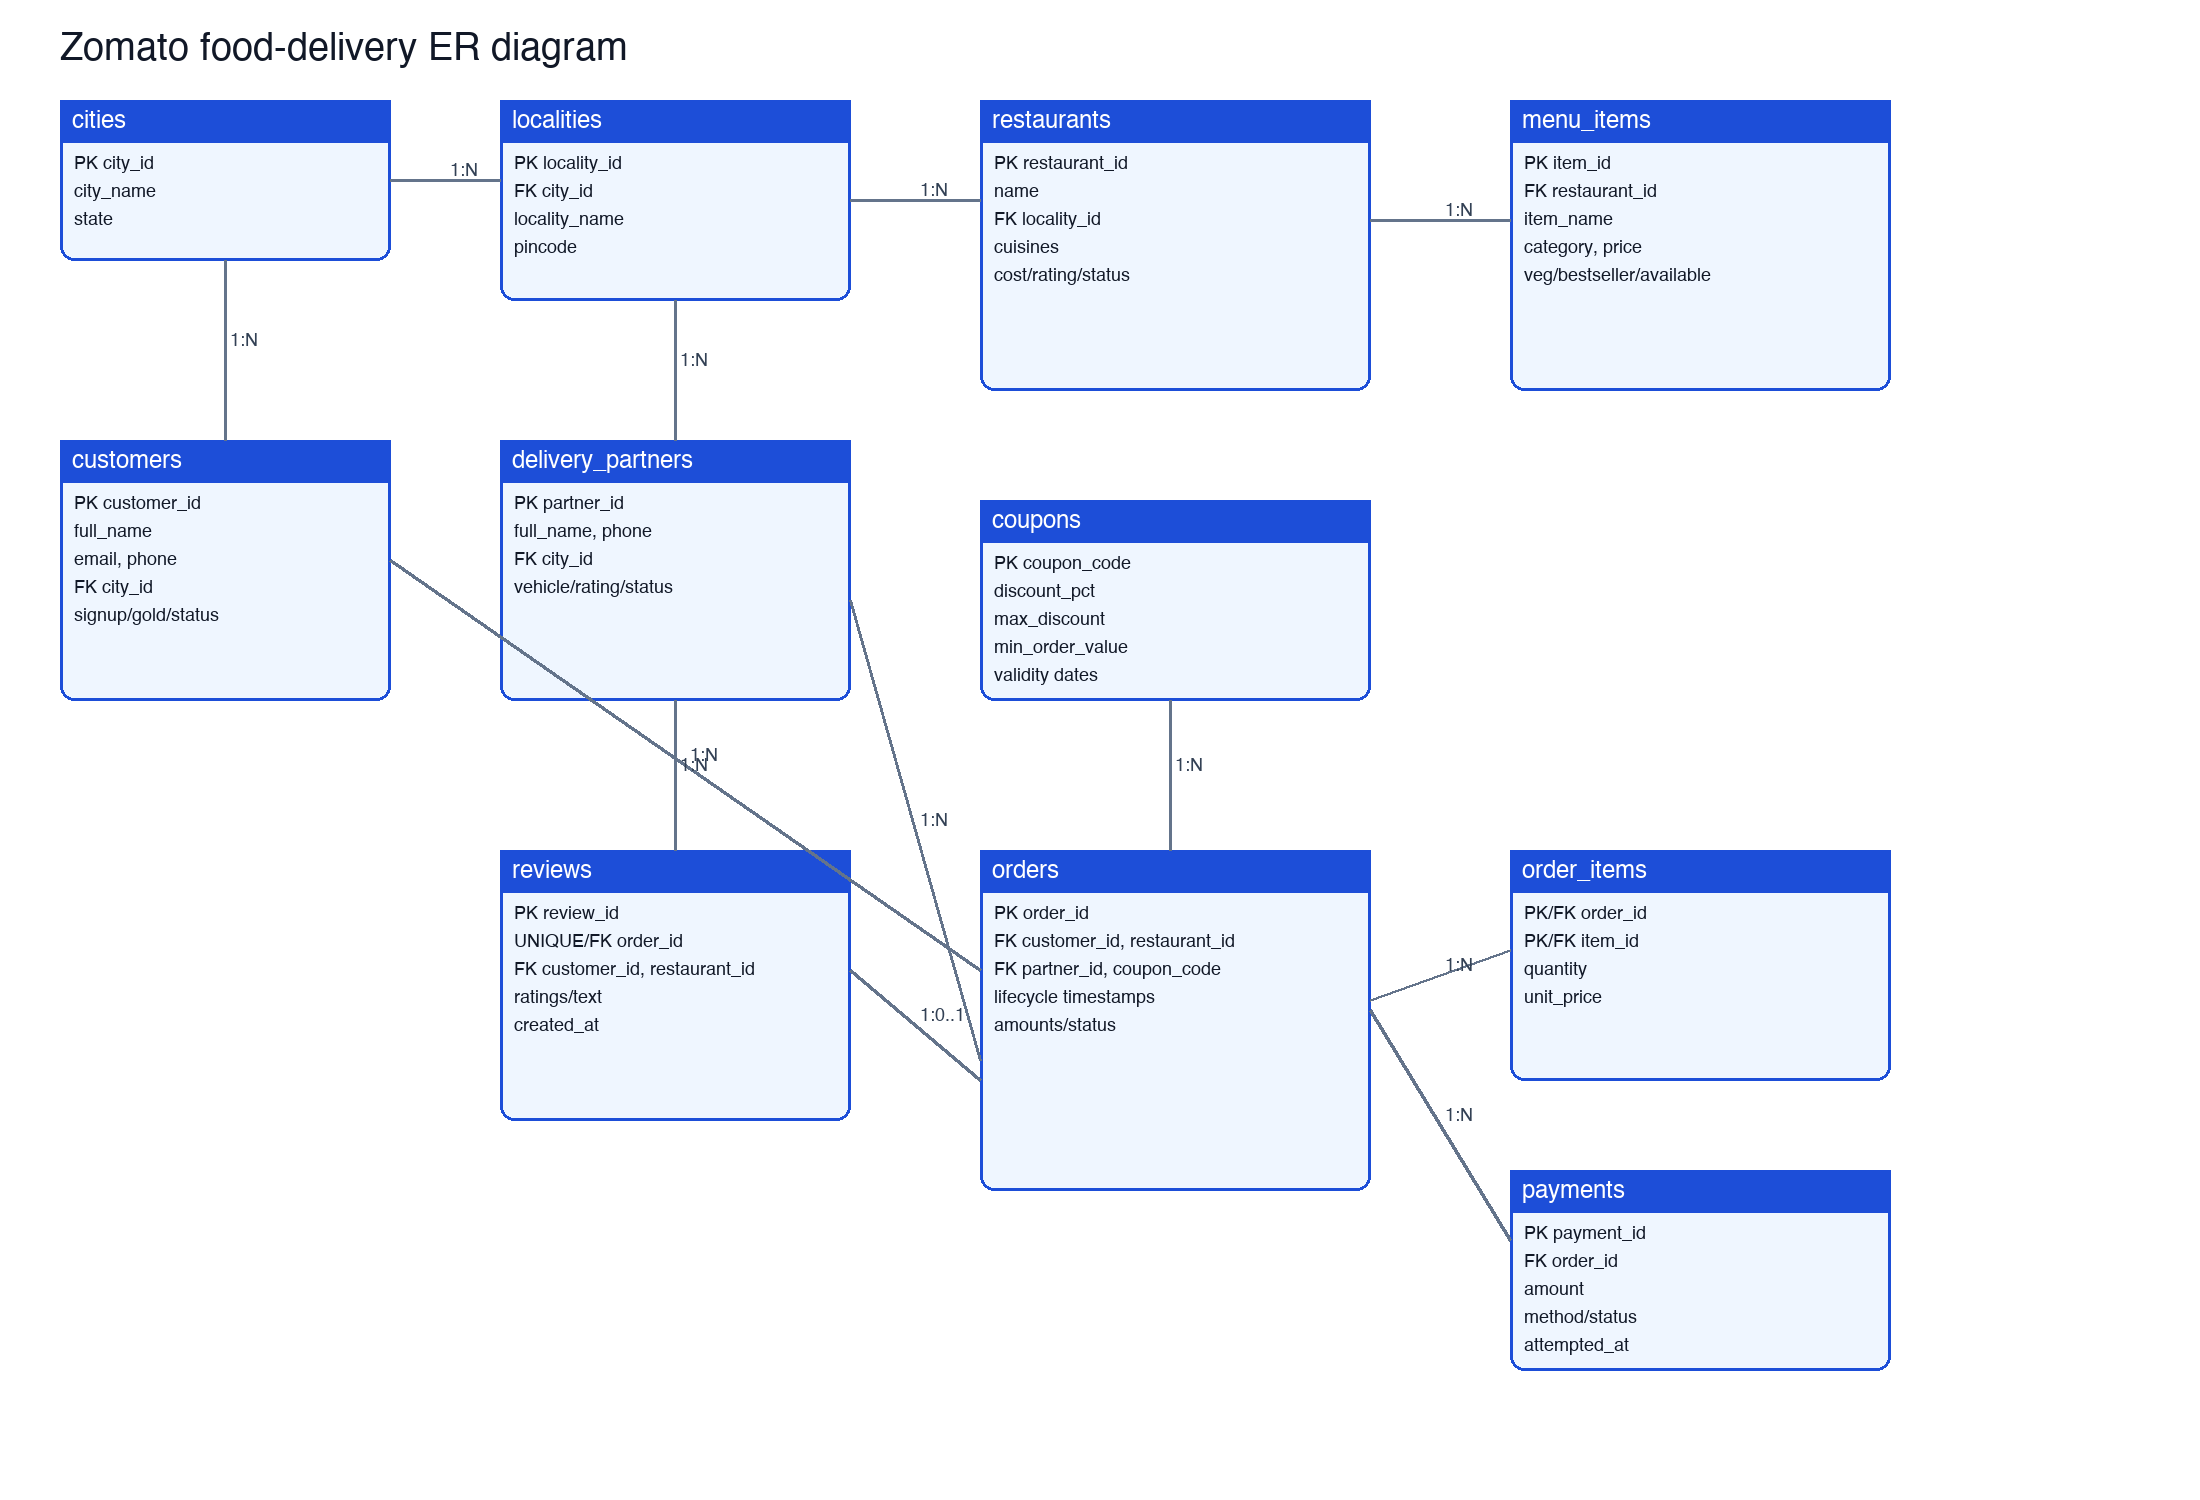 Zomato food-delivery ER diagram
cities
PK city_id
city_name
state
1:N
localities
PK locality_id
FK city_id
locality_name
pincode
1:N
restaurants
PK restaurant_id
name
FK locality_id
cuisines
cost/rating/status
1:N
menu_items
PK item_id
FK restaurant_id
item_name
category, price
veg/bestseller/available
1:N
1:N
customers
PK customer_id
full_name
email, phone
FK city_id
signup/gold/status
delivery_partners
PK partner_id
full_name, phone
FK city_id
vehicle/rating/status
coupons
PK coupon_code
discount_pct
max_discount
min_order_value
validity dates
1:N
1:N
1:N
1:N
reviews
PK review_id
UNIQUE/FK order_id
FK customer_id, restaurant_id
ratings/text
created_at
1:0..1
orders
PK order_id
FK customer_id, restaurant_id
FK partner_id, coupon_code
lifecycle timestamps
amounts/status
1:N
order_items
PK/FK order_id
PK/FK item_id
quantity
unit_price
1:N
payments
PK payment_id
FK order_id
amount
method/status
attempted_at